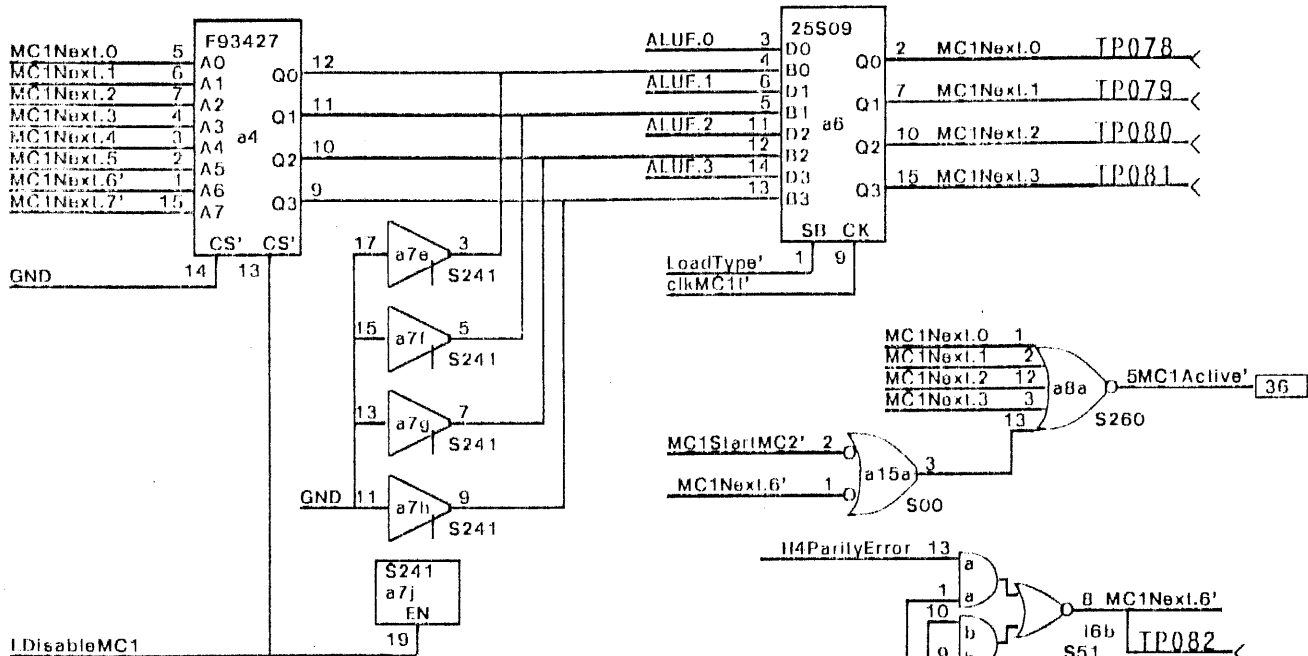 F93427
MC1Next.0 5 A0 Q0 12
MC1Next.1 6 A1
MC1Next.2 7 A2 Q1 11
MC1Next.3 4 A3
MC1Next.4 3 A4 a4
MC1Next.5 2 A5 Q2 10
MC1Next.6' 1 A6
MC1Next.7' 15 A7 Q3 9
CS' CS'
GND 14 13
25S09
ALUF.0 3 D0 Q0 2 MC1Next.0 TP078
4 B0
ALUF.1 6 D1 Q1 7 MC1Next.1 TP079
5 B1 a6
ALUF.2 11 D2 Q2 10 MC1Next.2 TP080
12 B2
ALUF.3 14 D3 Q3 15 MC1Next.3 TP081
13 B3
SB CK
LoadType' 1 9
clkMC1I'
17 a7e 3
S241
15 a7f 5
S241
13 a7g 7
S241
GND 11 a7h 9
S241
S241
a7j
EN
19
MC1Next.0 1
MC1Next.1 2
MC1Next.2 12 a8a 5 MC1Active' 36
MC1Next.3 3
13 S260
MC1StartMC2' 2
a15a 3
MC1Next.6' 1
S00
H4ParityError 13 a
1 a
10 b
9
8 MC1Next.6'
i6b
S51 TP082
IDisableMC1